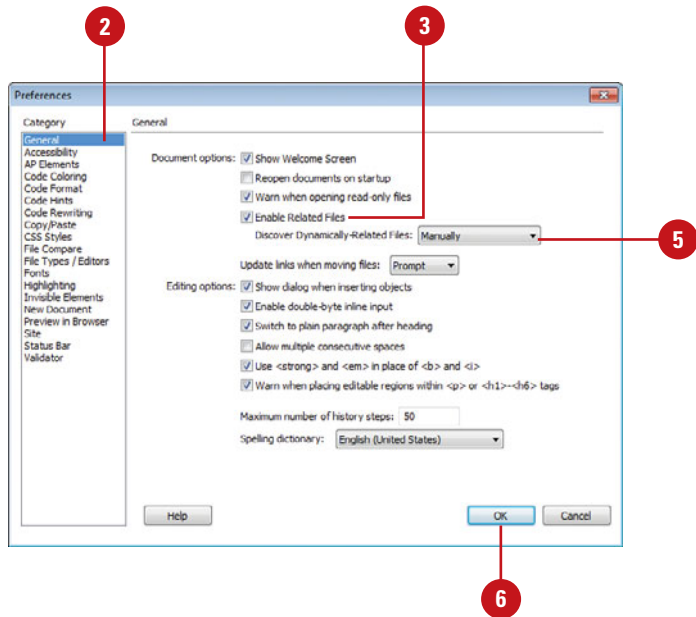 2
3
Preferences
Category
General
General
Accessibility
AP Elements
Code Coloring
Code Format
Code Hints
Code Rewriting
Copy/Paste
CSS Styles
File Compare
File Types / Editors
Fonts
Highlighting
Invisible Elements
New Document
Preview in Browser
Site
Status Bar
Validator
Document options: Show Welcome Screen
Reopen documents on startup
Warn when opening read-only files
Enable Related Files
Discover Dynamically-Related Files: Manually
5
Update links when moving files: Prompt
Editing options: Show dialog when inserting objects
Enable double-byte inline input
Switch to plain paragraph after heading
Allow multiple consecutive spaces
Use <strong> and <em> in place of <b> and <i>
Warn when placing editable regions within <p> or <h1>-<h6> tags
Maximum number of history steps: 50
Spelling dictionary: English (United States)
Help OK Cancel
6